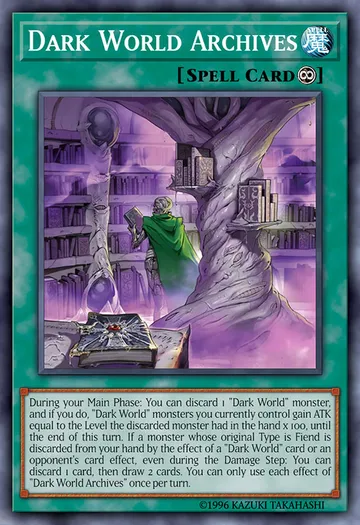 Dark World Archives
SPELL
魔
[Spell Card]
During your Main Phase: You can discard 1 "Dark World" monster,
and if you do, "Dark World" monsters you currently control gain ATK
equal to the Level the discarded monster had in the hand x 100, until
the end of this turn. If a monster whose original Type is Fiend is
discarded from your hand by the effect of a "Dark World" card or an
opponent's card effect, even during the Damage Step: You can
discard 1 card, then draw 2 cards. You can only use each effect of
"Dark World Archives" once per turn.
©1996 KAZUKI TAKAHASHI